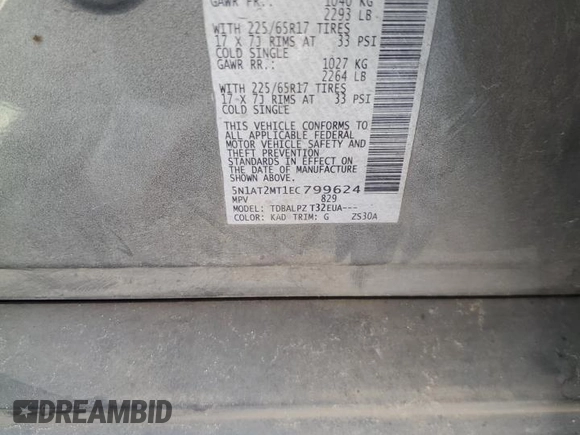 GAWR FR.: 1040 KG
2293 LB
WITH 225/65R17 TIRES
17 X 7J RIMS AT 33 PSI
COLD SINGLE
GAWR RR.: 1027 KG
2264 LB
WITH 225/65R17 TIRES
17 X 7J RIMS AT 33 PSI
COLD SINGLE
THIS VEHICLE CONFORMS TO
ALL APPLICABLE FEDERAL
MOTOR VEHICLE SAFETY AND
AND THEFT PREVENTION
STANDARDS IN EFFECT ON
THE DATE OF MANUFACTURE
SHOWN ABOVE.
5N1AT2MT1EC799624
MPV 829
MODEL: TDBALPZ T32EUA---
COLOR: KAD TRIM: G ZS30A
DREAMBID